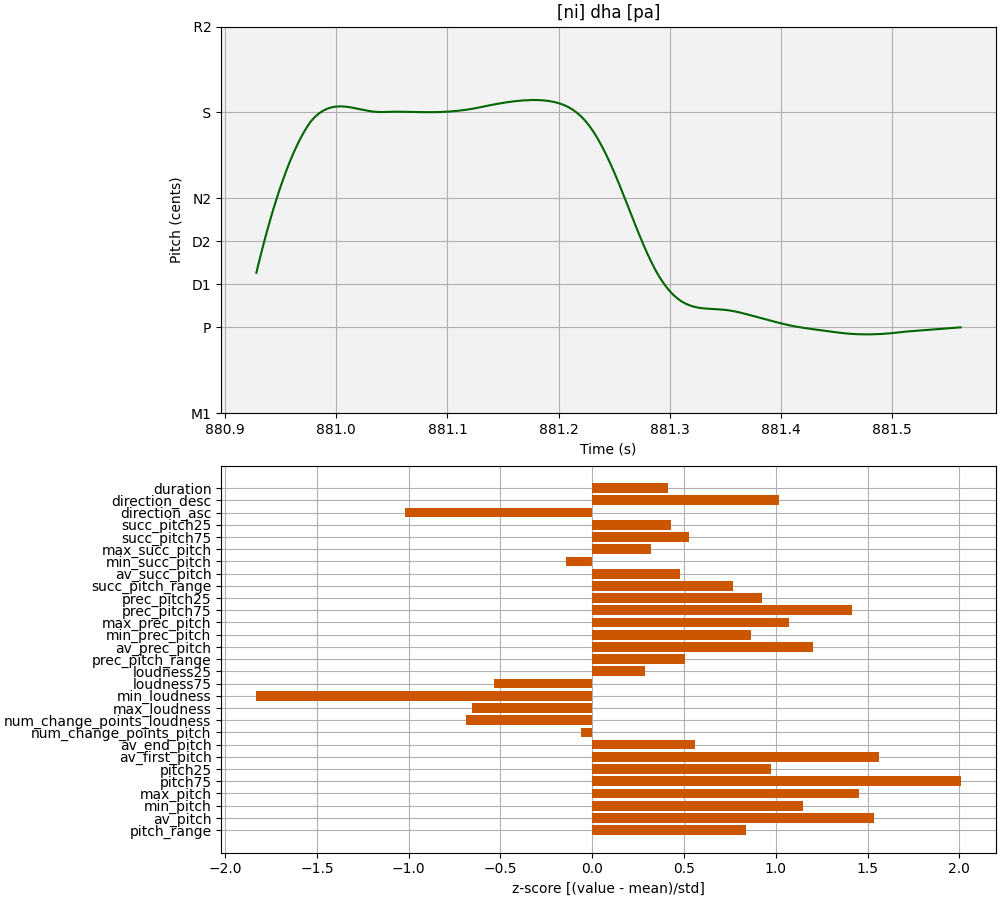 [ni] dha [pa]
R2
S
N2
D2
D1
P
M1
Pitch (cents)
880.9 881.0 881.1 881.2 881.3 881.4 881.5
Time (s)
duration
direction_desc
direction_asc
succ_pitch25
succ_pitch75
max_succ_pitch
min_succ_pitch
av_succ_pitch
succ_pitch_range
prec_pitch25
prec_pitch75
max_prec_pitch
min_prec_pitch
av_prec_pitch
prec_pitch_range
loudness25
loudness75
min_loudness
max_loudness
num_change_points_loudness
num_change_points_pitch
av_end_pitch
av_first_pitch
pitch25
pitch75
max_pitch
min_pitch
av_pitch
pitch_range
−2.0 −1.5 −1.0 −0.5 0.0 0.5 1.0 1.5 2.0
z-score [(value - mean)/std]